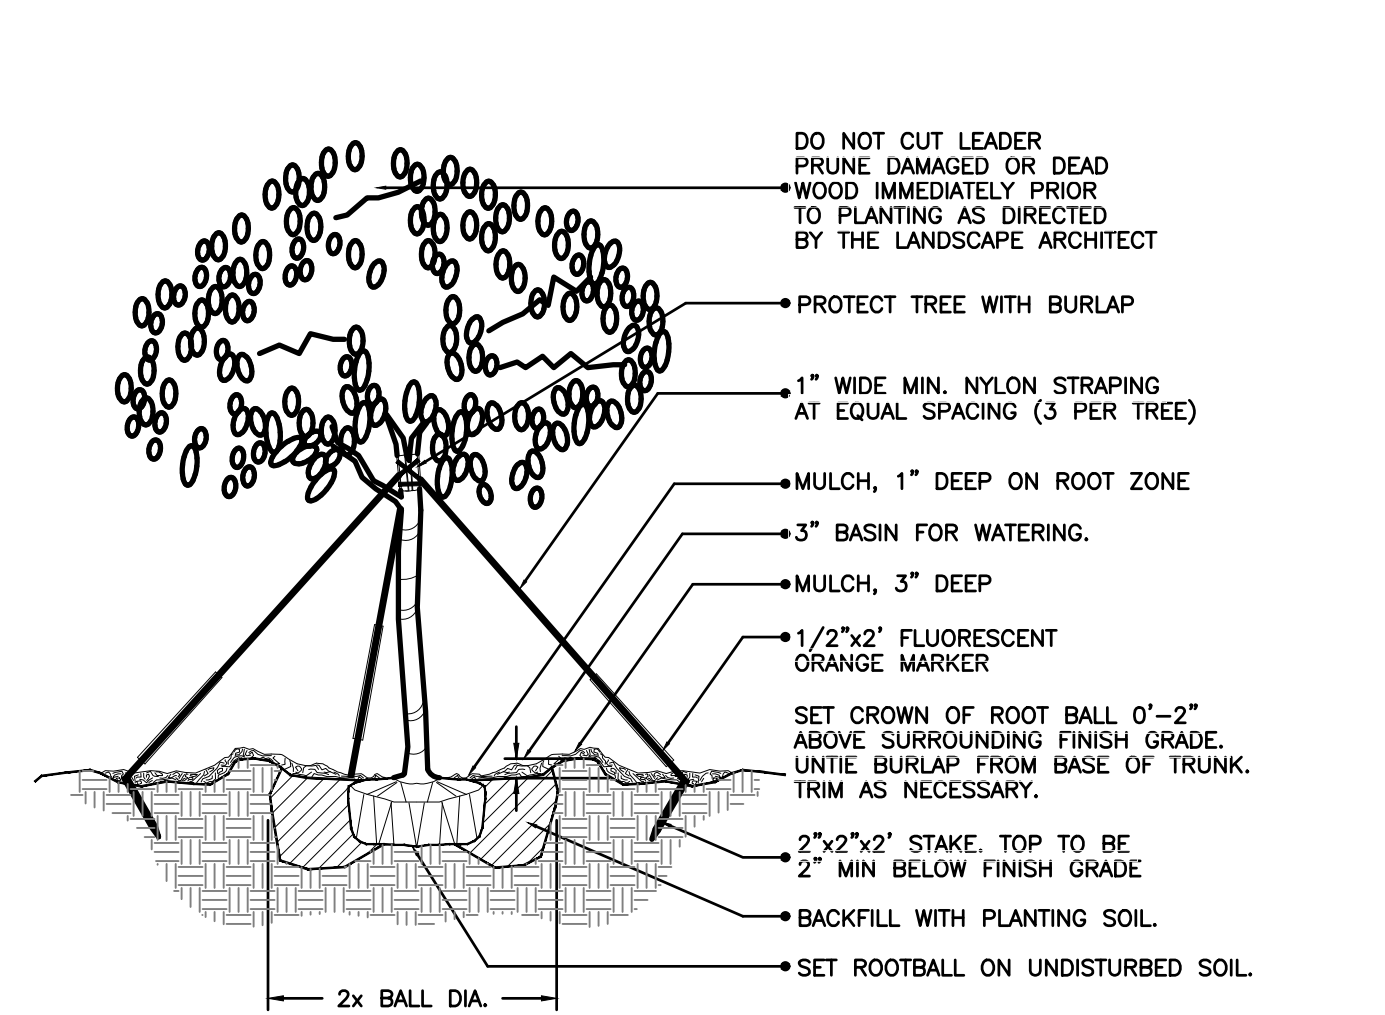 DO NOT CUT LEADER
PRUNE DAMAGED OR DEAD
WOOD IMMEDIATELY PRIOR
TO PLANTING AS DIRECTED
BY THE LANDSCAPE ARCHITECT
PROTECT TREE WITH BURLAP
1" WIDE MIN. NYLON STRAPING
AT EQUAL SPACING (3 PER TREE)
MULCH, 1" DEEP ON ROOT ZONE
3" BASIN FOR WATERING.
MULCH, 3" DEEP
1/2"x2' FLUORESCENT
ORANGE MARKER
SET CROWN OF ROOT BALL 0'-2"
ABOVE SURROUNDING FINISH GRADE.
UNTIE BURLAP FROM BASE OF TRUNK.
TRIM AS NECESSARY.
2"x2"x2' STAKE. TOP TO BE
2" MIN BELOW FINISH GRADE
BACKFILL WITH PLANTING SOIL.
SET ROOTBALL ON UNDISTURBED SOIL.
2x BALL DIA.